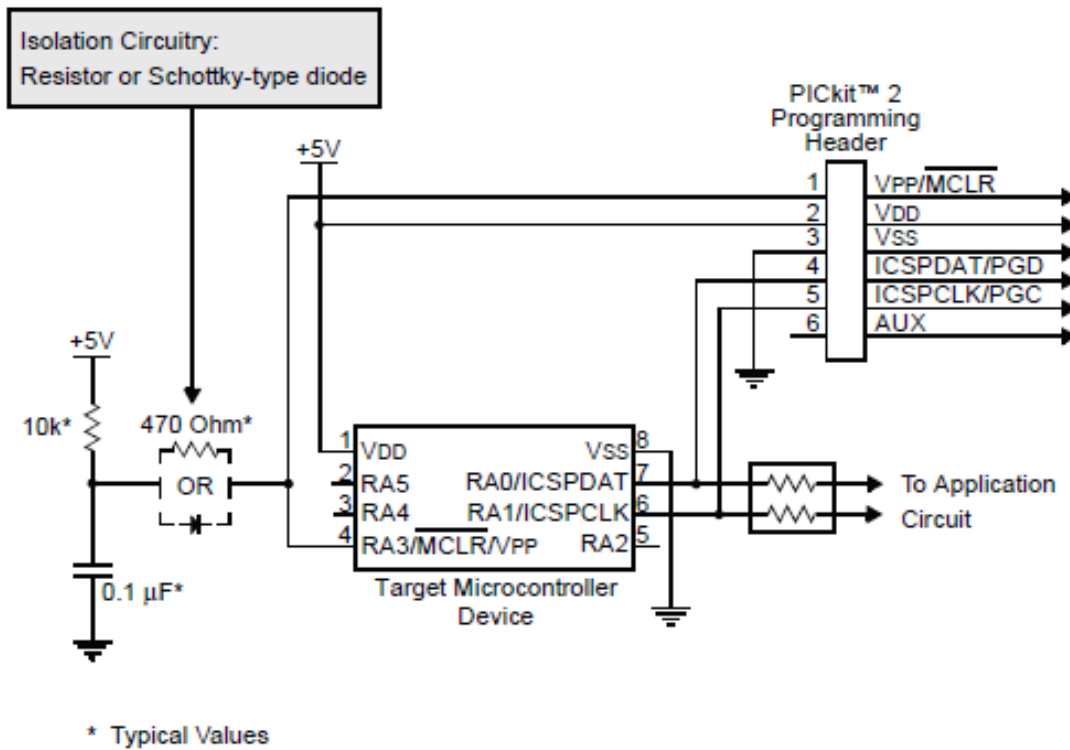 Isolation Circuitry:
Resistor or Schottky-type diode
PICkit™ 2
Programming
Header
+5V
1 VPP/MCLR
2 VDD
3 VSS
4 ICSPDAT/PGD
5 ICSPCLK/PGC
6 AUX
+5V
10k*
470 Ohm*
OR
0.1 µF*
1 VDD
VSS 8
2 RA5
RA0/ICSPDAT 7
3 RA4
RA1/ICSPCLK 6
4 RA3/MCLR/VPP
RA2 5
To Application
Circuit
Target Microcontroller
Device
* Typical Values